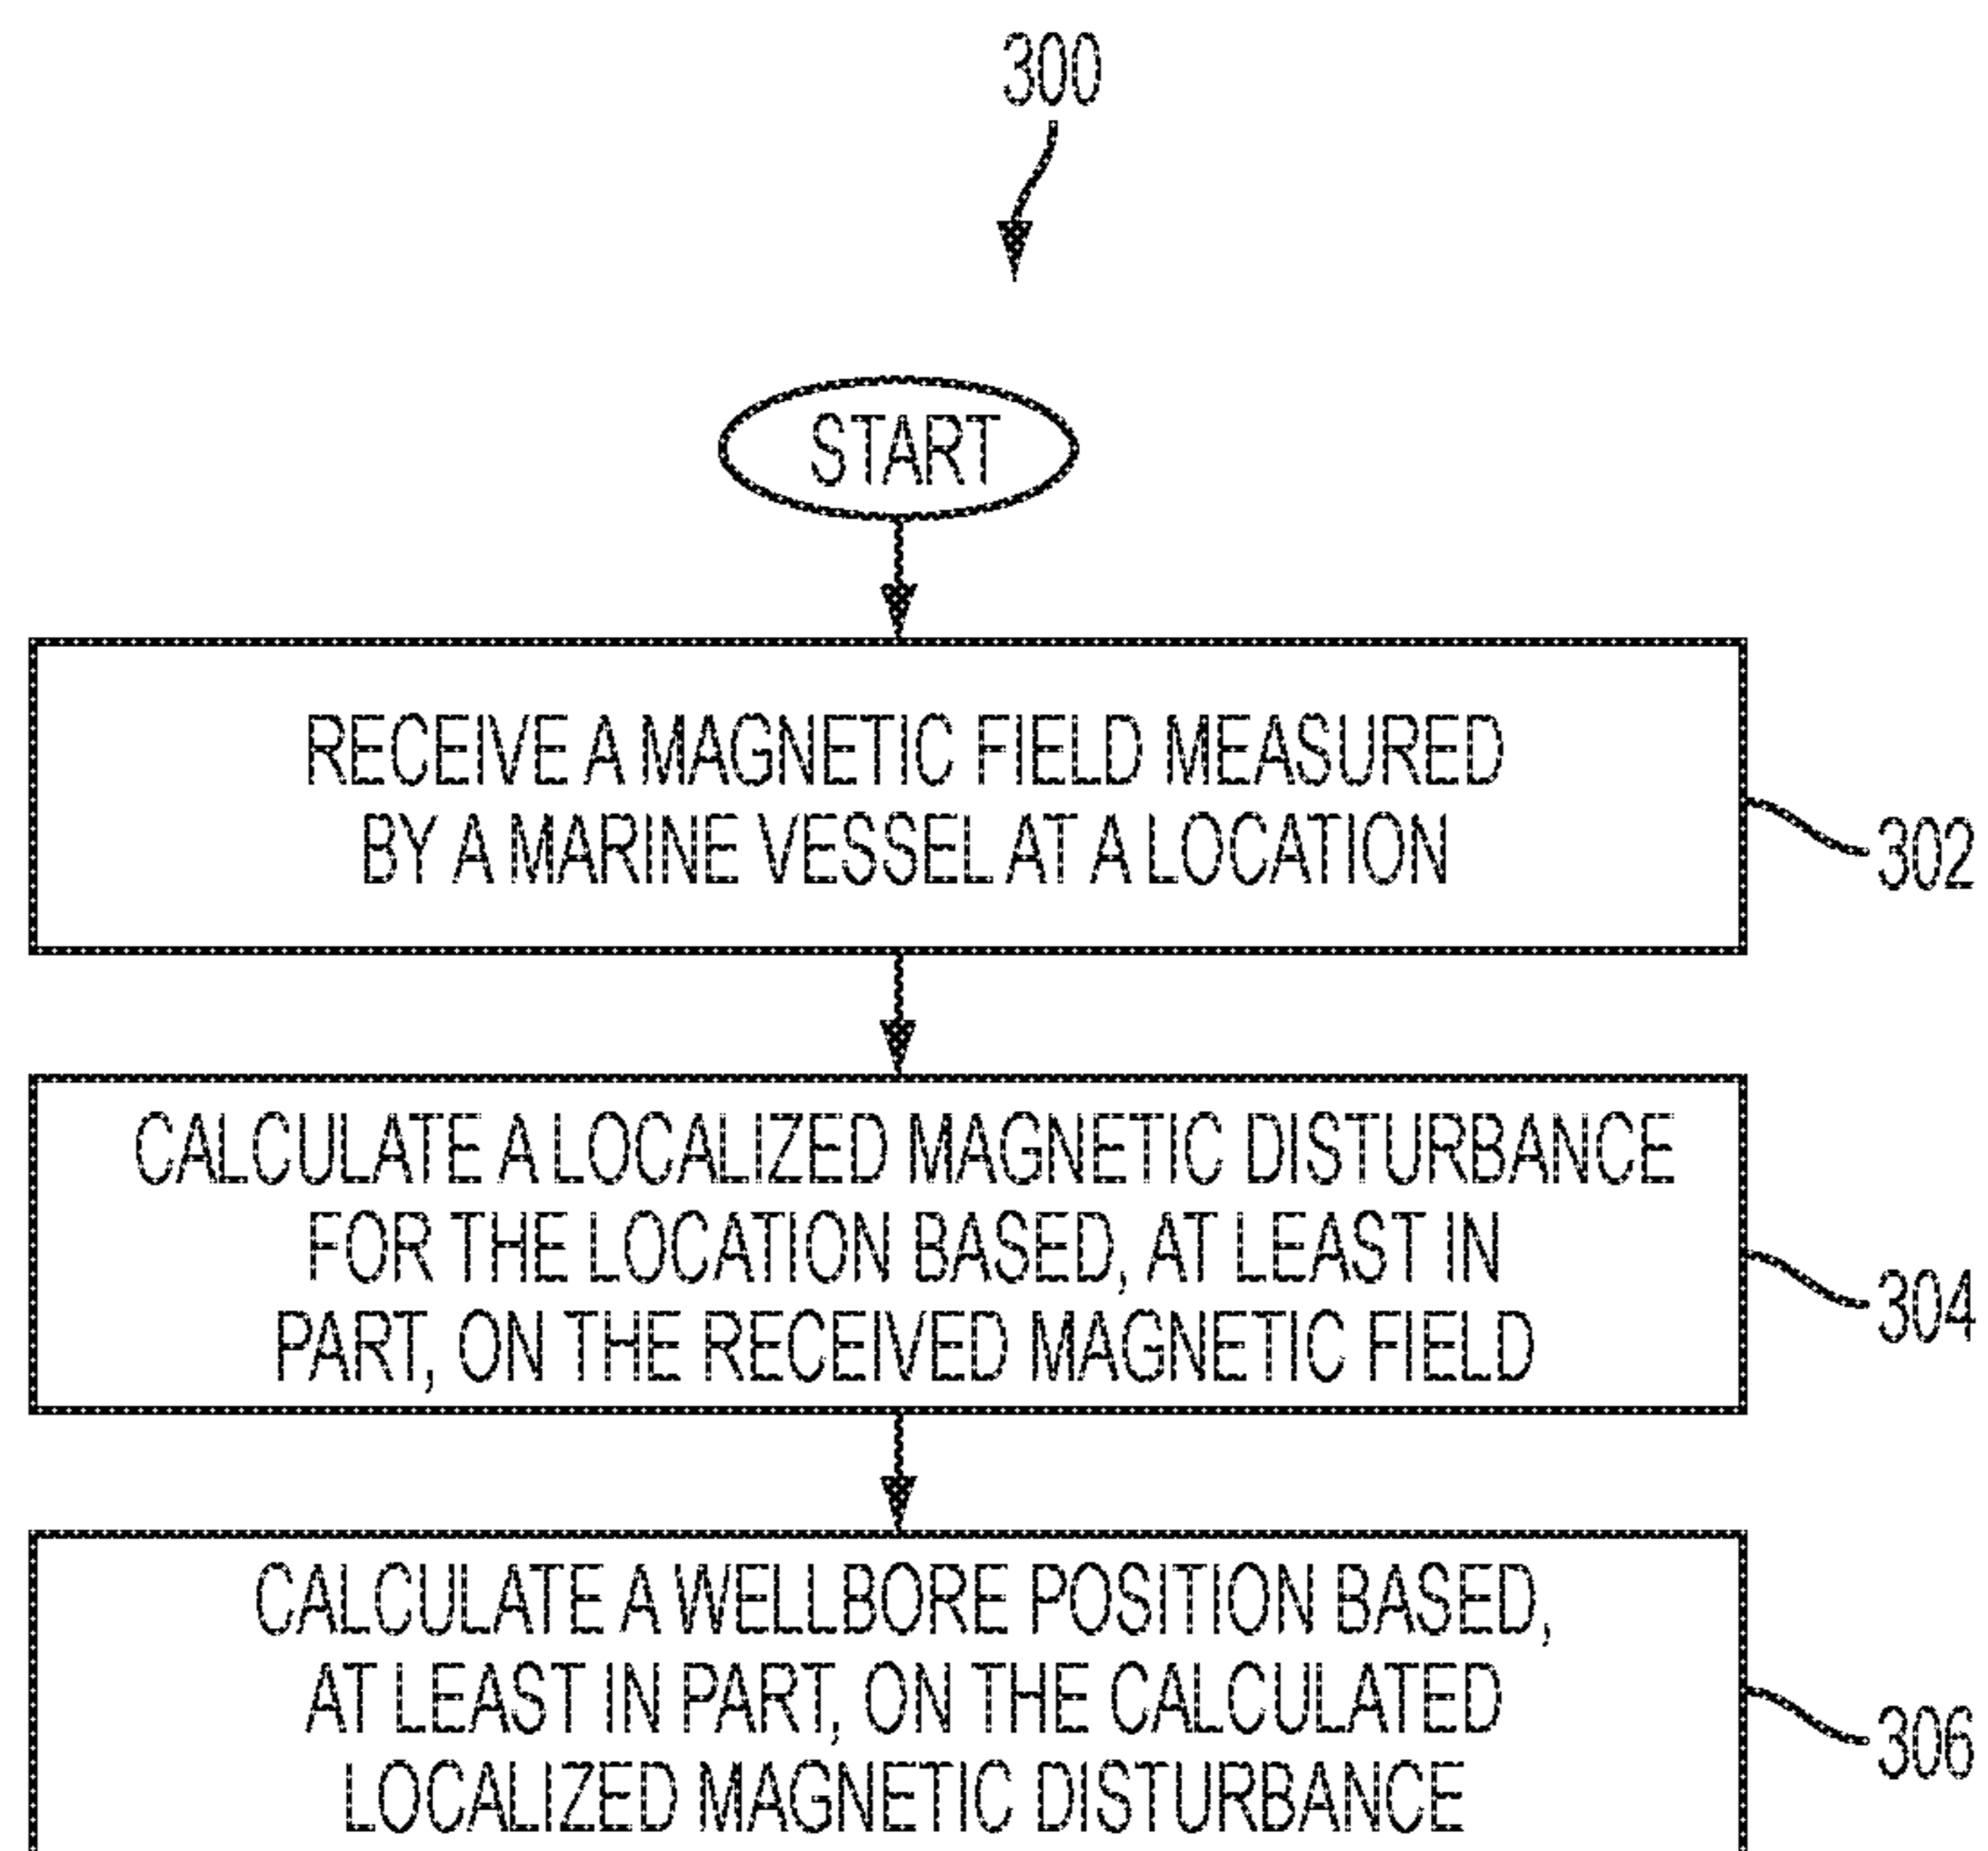 300
START
RECEIVE A MAGNETIC FIELD MEASURED
BY A MARINE VESSEL AT A LOCATION
302
CALCULATE A LOCALIZED MAGNETIC DISTURBANCE
FOR THE LOCATION BASED, AT LEAST IN
PART, ON THE RECEIVED MAGNETIC FIELD
304
CALCULATE A WELLBORE POSITION BASED,
AT LEAST IN PART, ON THE CALCULATED
LOCALIZED MAGNETIC DISTURBANCE
306